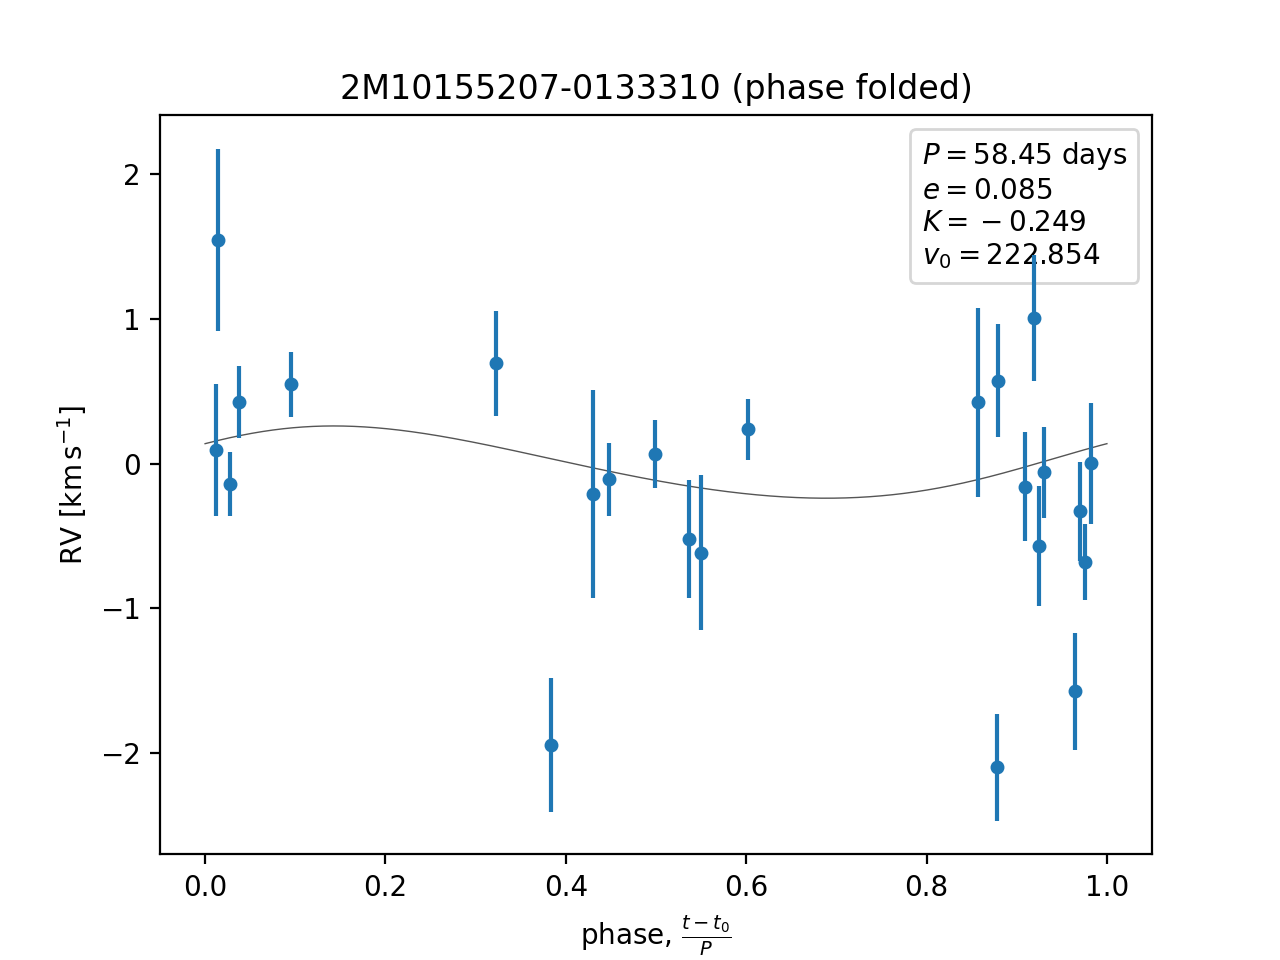 2M10155207-0133310 (phase folded)
P = 58.45 days
e = 0.085
K = −0.249
v₀ = 222.854
RV [km s⁻¹]
2
1
0
−1
−2
0.0 0.2 0.4 0.6 0.8 1.0
phase, (t − t₀)/P